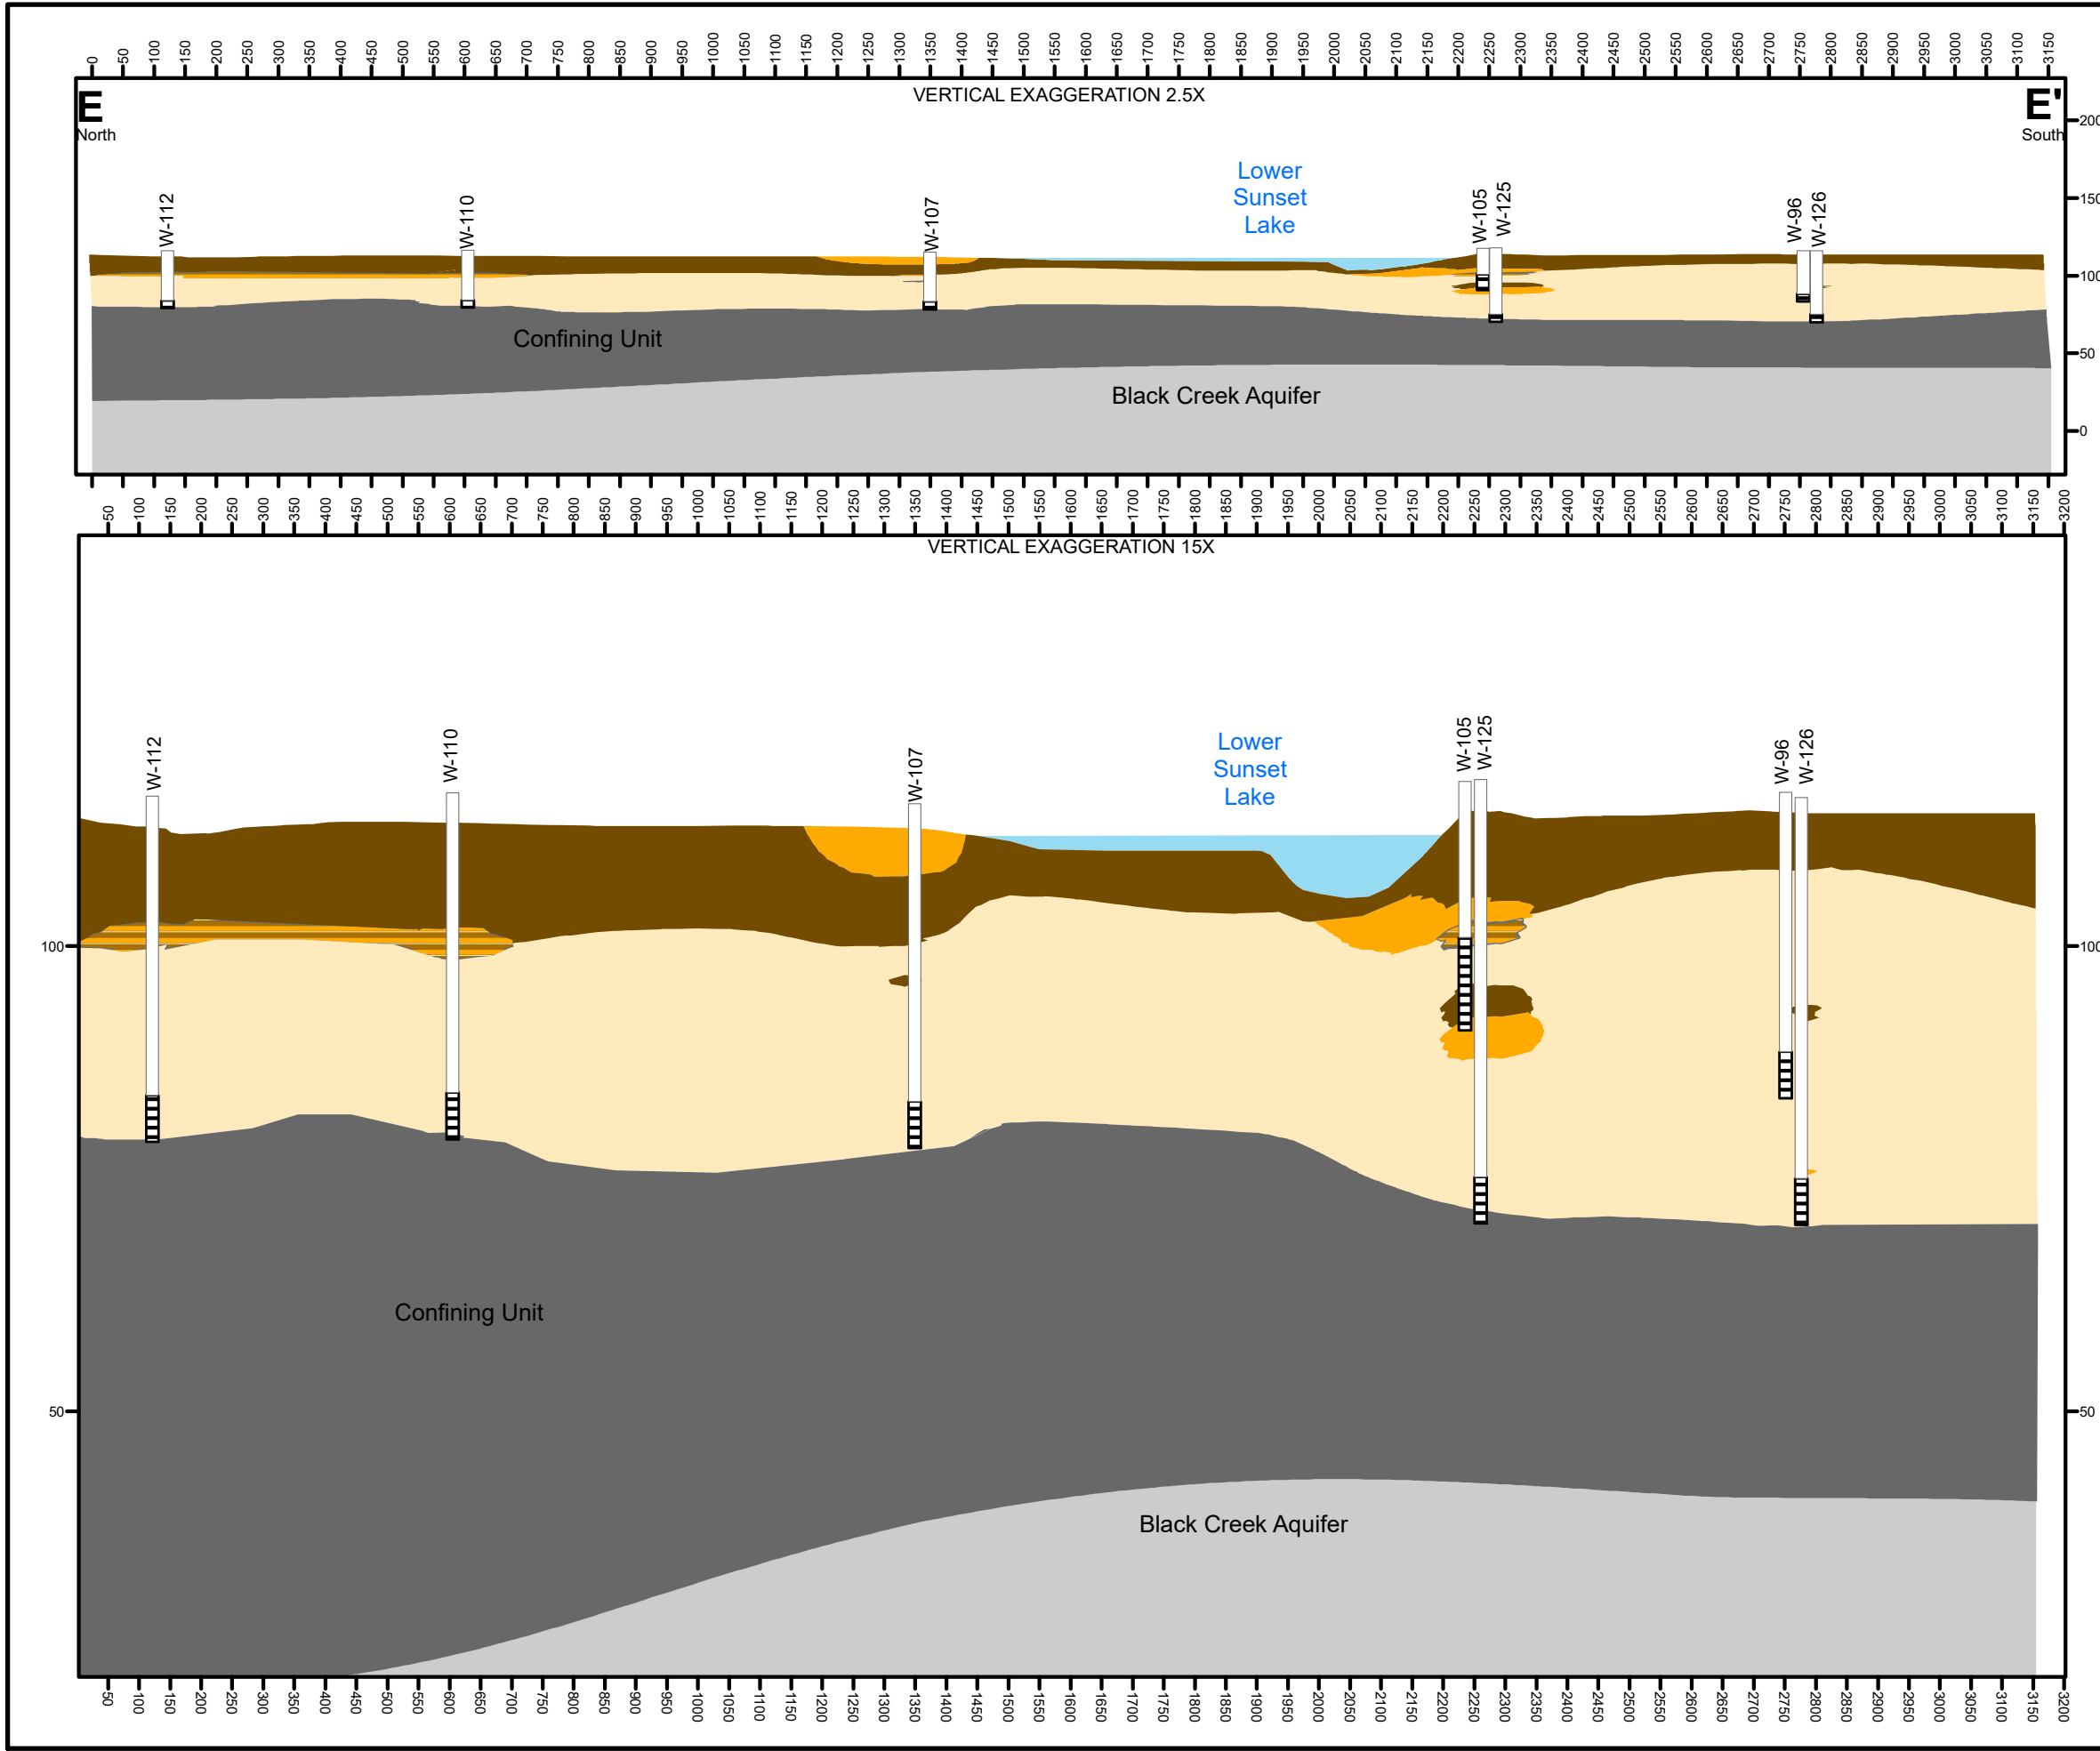 0 50 100 150 200 250 300 350 400 450 500 550 600 650 700 750 800 850 900 950 1000 1050 1100 1150 1200 1250 1300 1350 1400 1450 1500 1550 1600 1650 1700 1750 1800 1850 1900 1950 2000 2050 2100 2150 2200 2250 2300 2350 2400 2450 2500 2550 2600 2650 2700 2750 2800 2850 2900 2950 3000 3050 3100 3150
VERTICAL EXAGGERATION 2.5X
E
North
E'
South
200
150
100
50
0
Lower
Sunset
Lake
W-112
W-110
W-107
W-105
W-125
W-96
W-126
Confining Unit
Black Creek Aquifer
50 100 150 200 250 300 350 400 450 500 550 600 650 700 750 800 850 900 950 1000 1050 1100 1150 1200 1250 1300 1350 1400 1450 1500 1550 1600 1650 1700 1750 1800 1850 1900 1950 2000 2050 2100 2150 2200 2250 2300 2350 2400 2450 2500 2550 2600 2650 2700 2750 2800 2850 2900 2950 3000 3050 3100 3150 3200
VERTICAL EXAGGERATION 15X
Lower
Sunset
Lake
W-112
W-110
W-107
W-105
W-125
W-96
W-126
100
100
50
50
Confining Unit
Black Creek Aquifer
50 100 150 200 250 300 350 400 450 500 550 600 650 700 750 800 850 900 950 1000 1050 1100 1150 1200 1250 1300 1350 1400 1450 1500 1550 1600 1650 1700 1750 1800 1850 1900 1950 2000 2050 2100 2150 2200 2250 2300 2350 2400 2450 2500 2550 2600 2650 2700 2750 2800 2850 2900 2950 3000 3050 3100 3150 3200